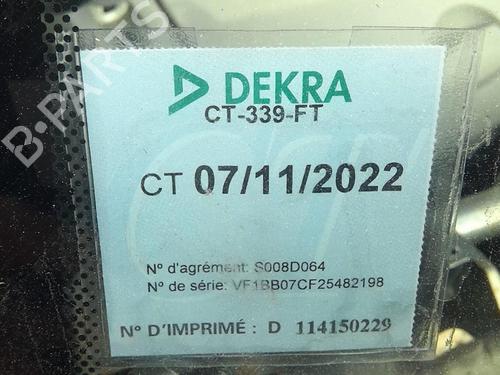 DEKRA
CT-339-FT
CT 07/11/2022
N° d'agrément: S008D064
N° de série: VF1BB07CF25482198
N° D'IMPRIMÉ : D 114150229
B-PARTS